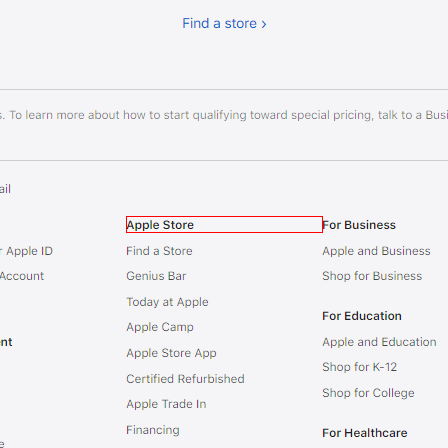 Find a store ›
. To learn more about how to start qualifying toward special pricing, talk to a
Apple Store
Find a Store
Genius Bar
Today at Apple
Apple Camp
Apple Store App
Certified Refurbished
Apple Trade In
Financing
Apple ID
Account
For Business
Apple and Business
Shop for Business
For Education
Apple and Education
Shop for K-12
Shop for College
For Healthcare